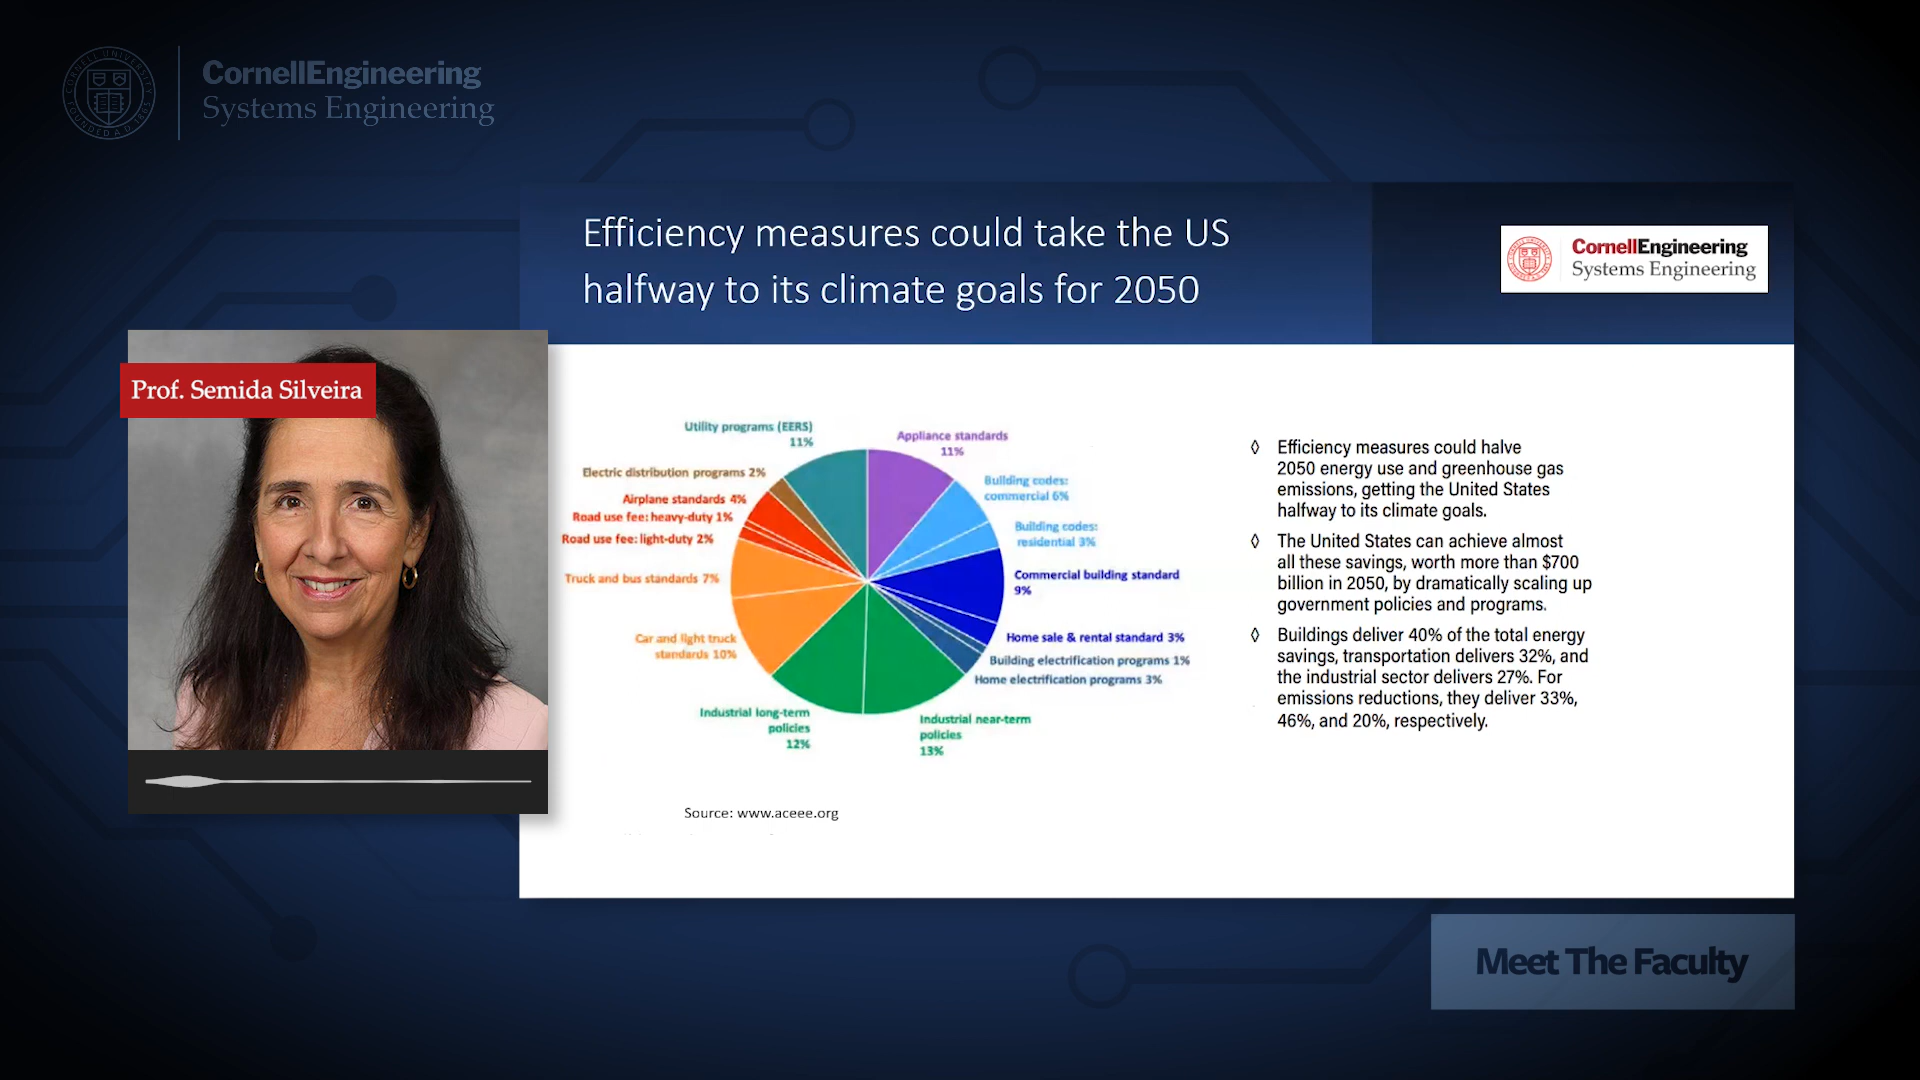 CornellEngineering
Systems Engineering
Efficiency measures could take the US
halfway to its climate goals for 2050
CornellEngineering
Systems Engineering
Prof. Semida Silveira
Utility programs (EERS)
11%
Appliance standards
11%
Electric distribution programs 2%
Building codes:
commercial 6%
Airplane standards 4%
Road use fee: heavy-duty 1%
Building codes:
residential 3%
Road use fee: light-duty 2%
Truck and bus standards 7%
Commercial building standard
9%
Car and light truck
standards 10%
Home sale & rental standard 3%
Building electrification programs 1%
Home electrification programs 3%
Industrial long-term
policies
12%
Industrial near-term
policies
13%
Source: www.aceee.org
◊ Efficiency measures could halve
2050 energy use and greenhouse gas
emissions, getting the United States
halfway to its climate goals.
◊ The United States can achieve almost
all these savings, worth more than $700
billion in 2050, by dramatically scaling up
government policies and programs.
◊ Buildings deliver 40% of the total energy
savings, transportation delivers 32%, and
the industrial sector delivers 27%. For
emissions reductions, they deliver 33%,
46%, and 20%, respectively.
Meet The Faculty